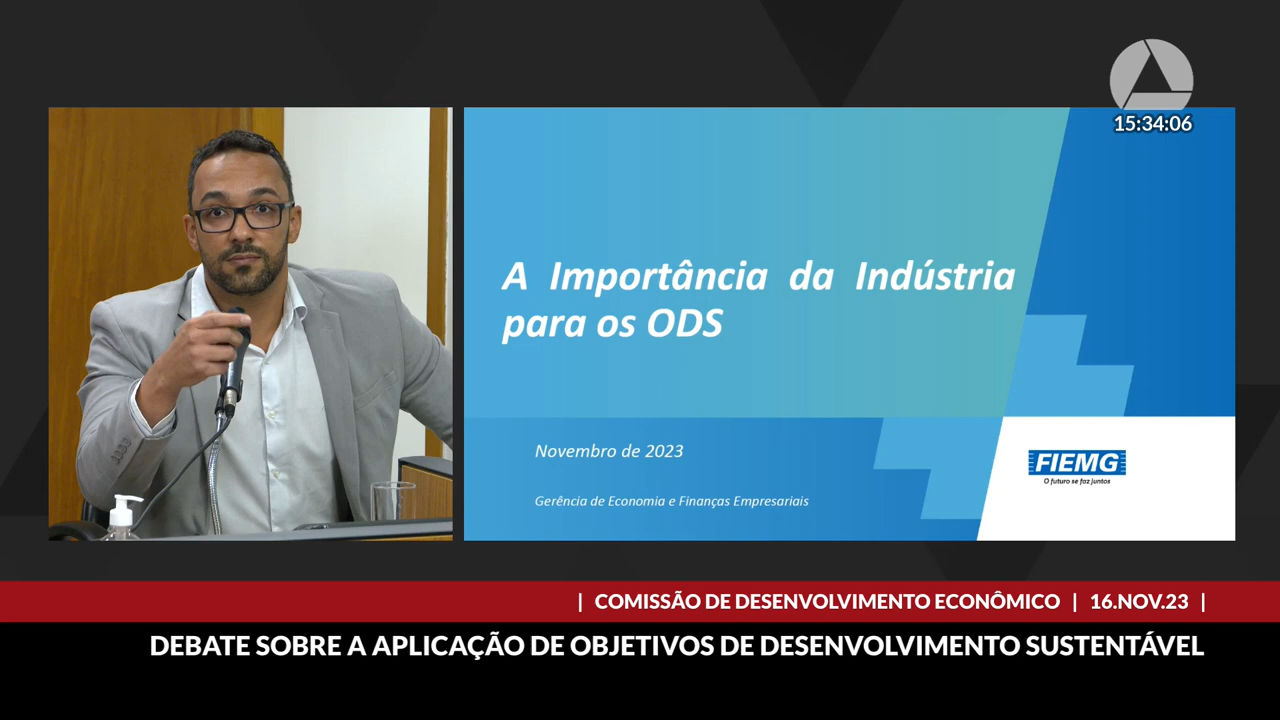 15:34:06
A Importância da Indústria
para os ODS
Novembro de 2023
Gerência de Economia e Finanças Empresariais
FIEMG
O futuro se faz juntos
| COMISSÃO DE DESENVOLVIMENTO ECONÔMICO | 16.NOV.23 |
DEBATE SOBRE A APLICAÇÃO DE OBJETIVOS DE DESENVOLVIMENTO SUSTENTÁVEL